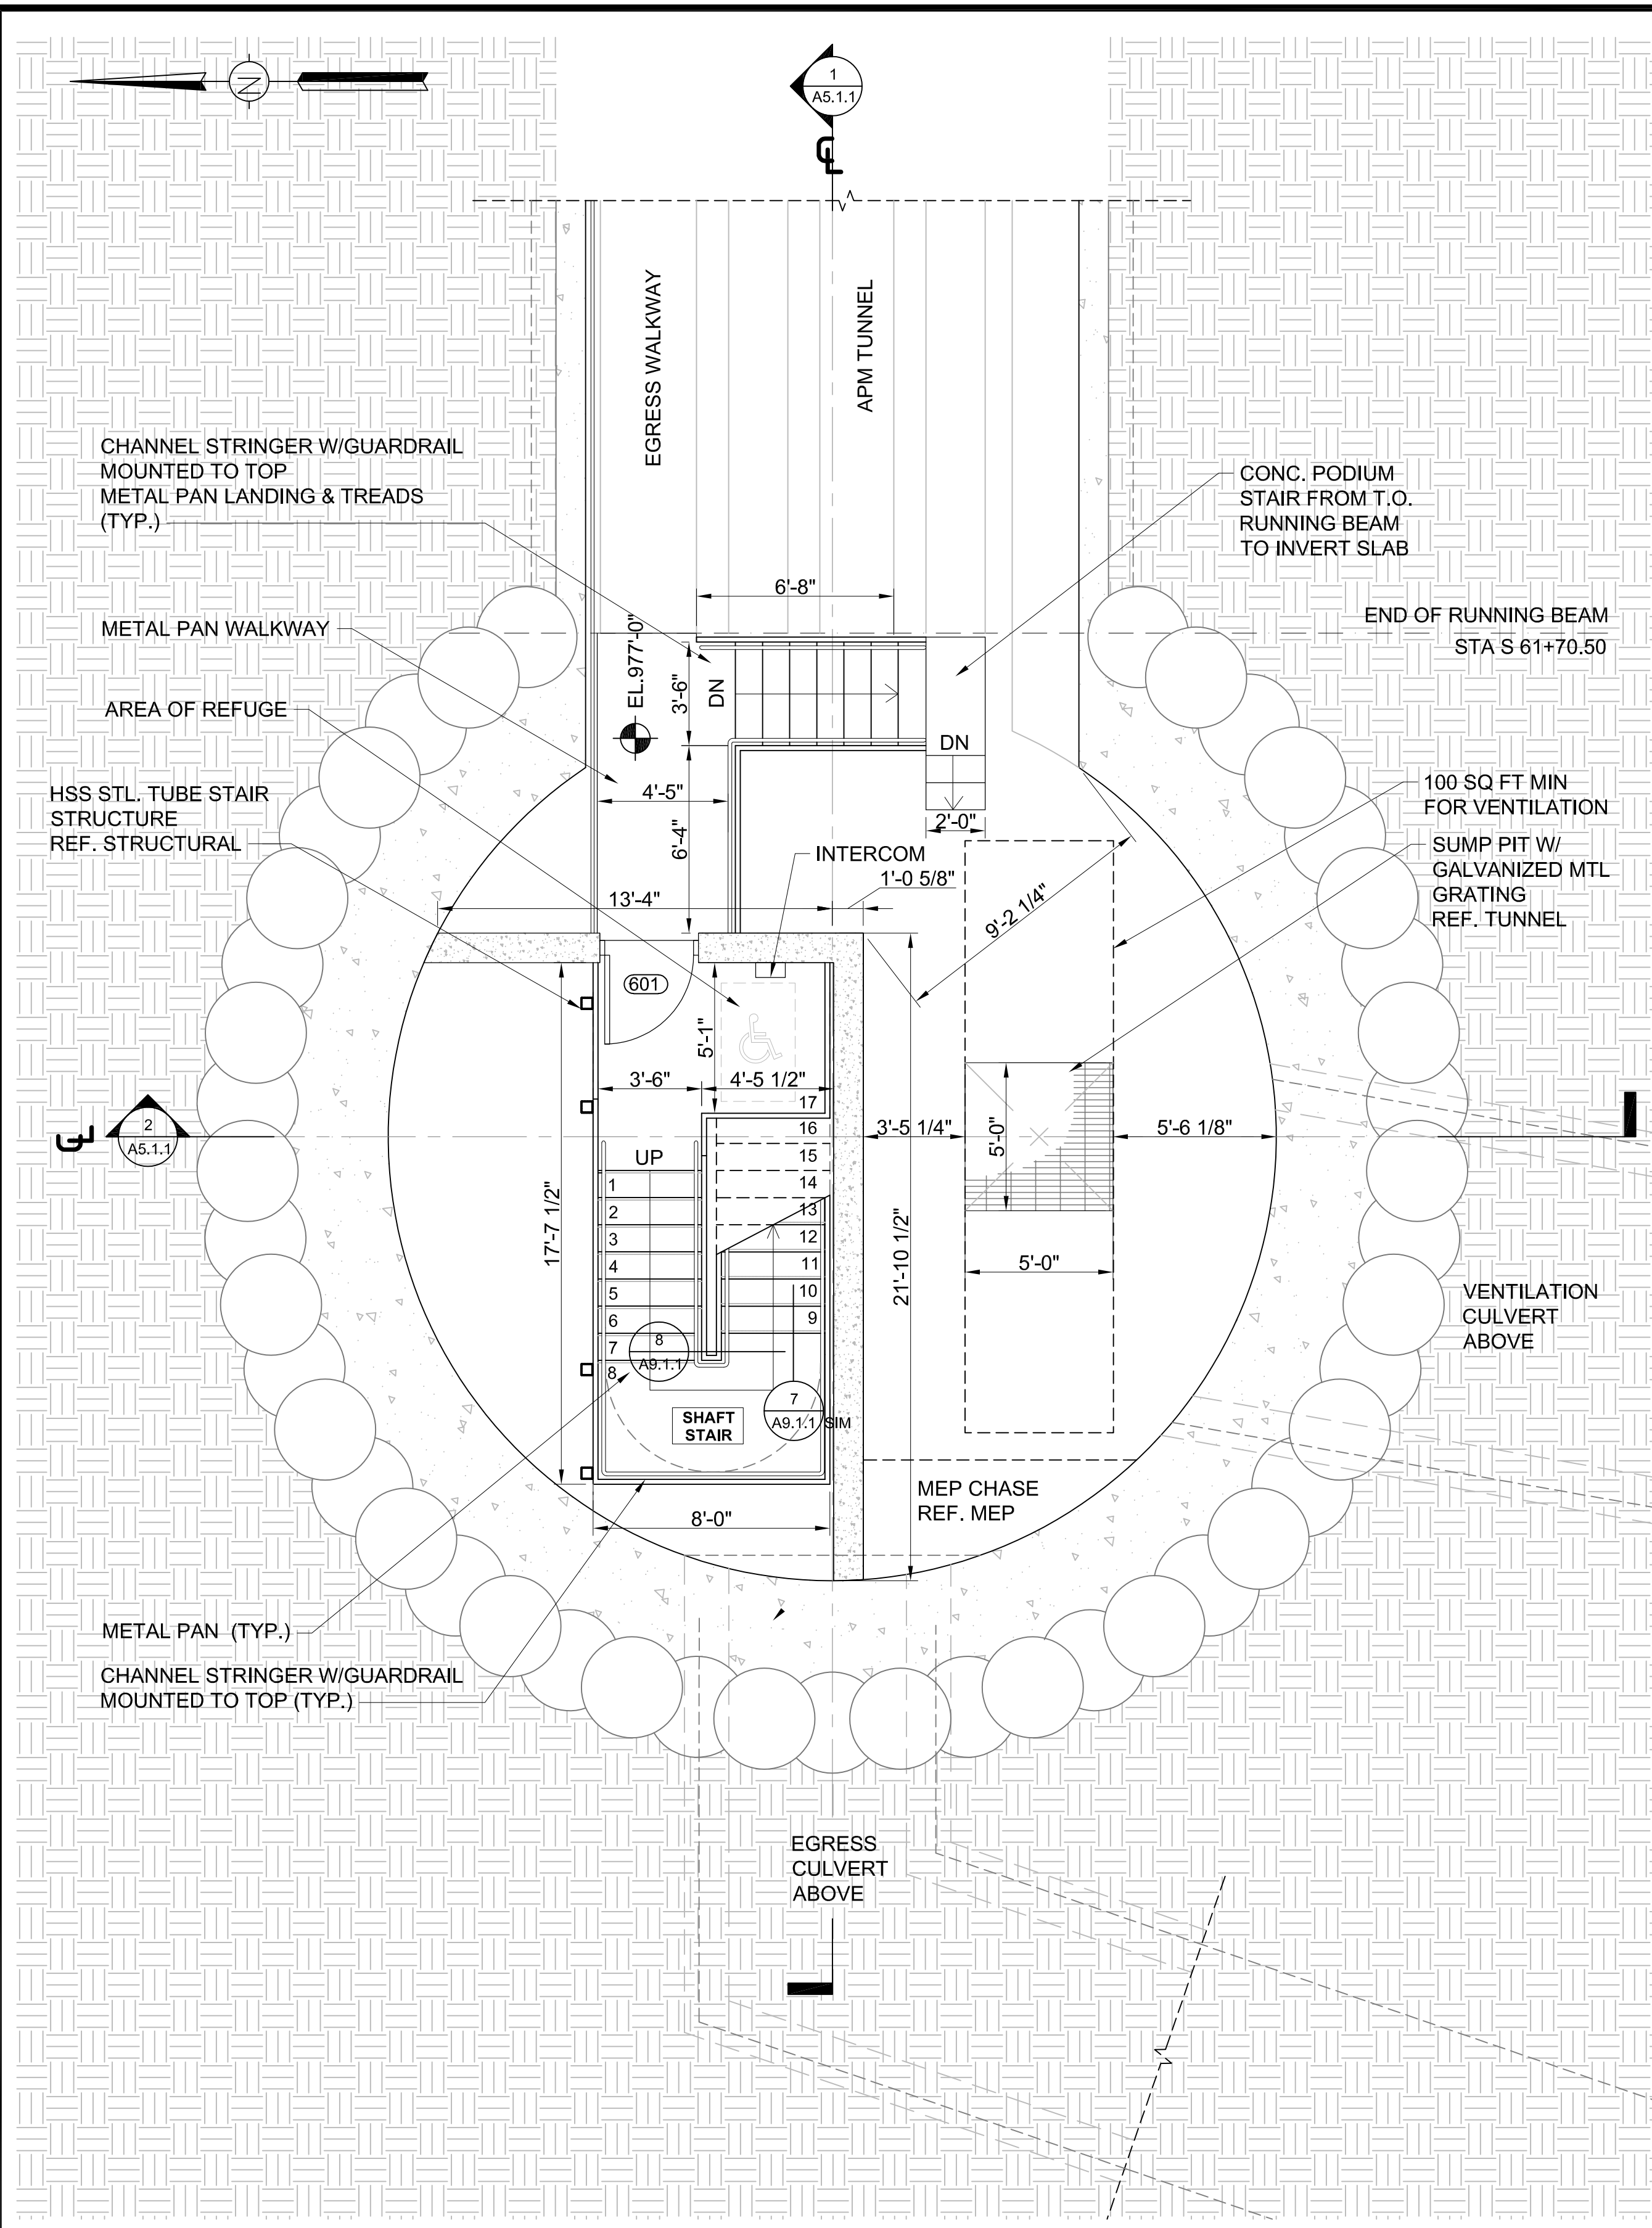 N
1
A5.1.1
EGRESS WALKWAY
APM TUNNEL
CHANNEL STRINGER W/GUARDRAIL
MOUNTED TO TOP
METAL PAN LANDING & TREADS
(TYP.)
CONC. PODIUM
STAIR FROM T.O.
RUNNING BEAM
TO INVERT SLAB
6'-8"
END OF RUNNING BEAM
STA S 61+70.50
METAL PAN WALKWAY
EL.977'-0"
3'-6"
DN
AREA OF REFUGE
DN
HSS STL. TUBE STAIR
STRUCTURE
REF. STRUCTURAL
4'-5"
6'-4"
2'-0"
100 SQ FT MIN
FOR VENTILATION
SUMP PIT W/
GALVANIZED MTL
GRATING
REF. TUNNEL
INTERCOM
1'-0 5/8"
13'-4"
9'-2 1/4"
601
5'-1"
3'-6"
4'-5 1/2"
17
16
15
14
13
12
11
10
9
2
A5.1.1
3'-5 1/4"
5'-0"
5'-6 1/8"
UP
1
2
3
4
5
6
7
8
17'-7 1/2"
21'-10 1/2"
5'-0"
VENTILATION
CULVERT
ABOVE
8
A9.1.1
7
A9.1.1 SIM
SHAFT
STAIR
MEP CHASE
REF. MEP
8'-0"
METAL PAN (TYP.)
CHANNEL STRINGER W/GUARDRAIL
MOUNTED TO TOP (TYP.)
EGRESS
CULVERT
ABOVE